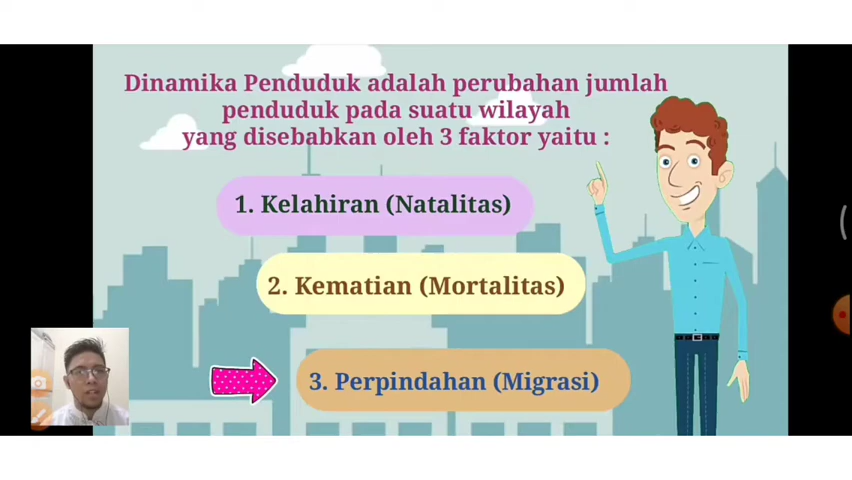 Dinamika Penduduk adalah perubahan jumlah
penduduk pada suatu wilayah
yang disebabkan oleh 3 faktor yaitu :
1. Kelahiran (Natalitas)
2. Kematian (Mortalitas)
3. Perpindahan (Migrasi)